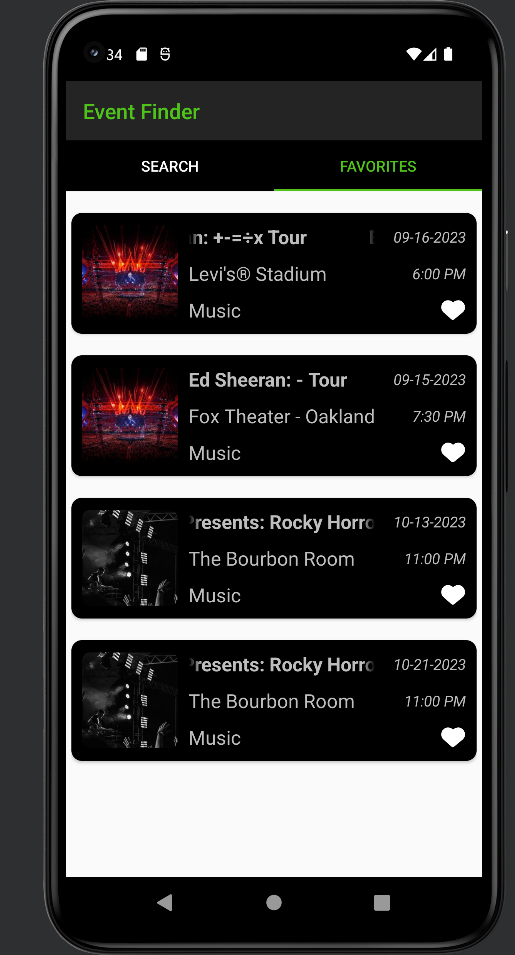 34
Event Finder
SEARCH FAVORITES
n: +-=÷x Tour 09-16-2023
Levi's® Stadium 6:00 PM
Music
Ed Sheeran: - Tour 09-15-2023
Fox Theater - Oakland 7:30 PM
Music
Presents: Rocky Horro 10-13-2023
The Bourbon Room 11:00 PM
Music
Presents: Rocky Horro 10-21-2023
The Bourbon Room 11:00 PM
Music